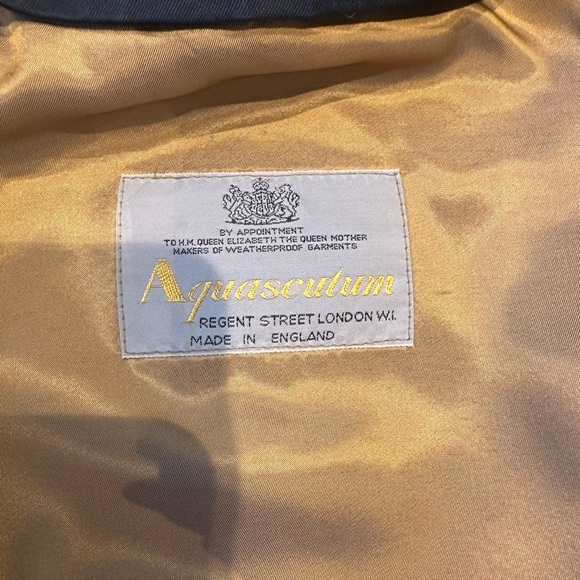 BY APPOINTMENT
TO H.M. QUEEN ELIZABETH THE QUEEN MOTHER
MAKERS OF WEATHERPROOF GARMENTS
Aquascutum
REGENT STREET LONDON W.I.
MADE IN ENGLAND